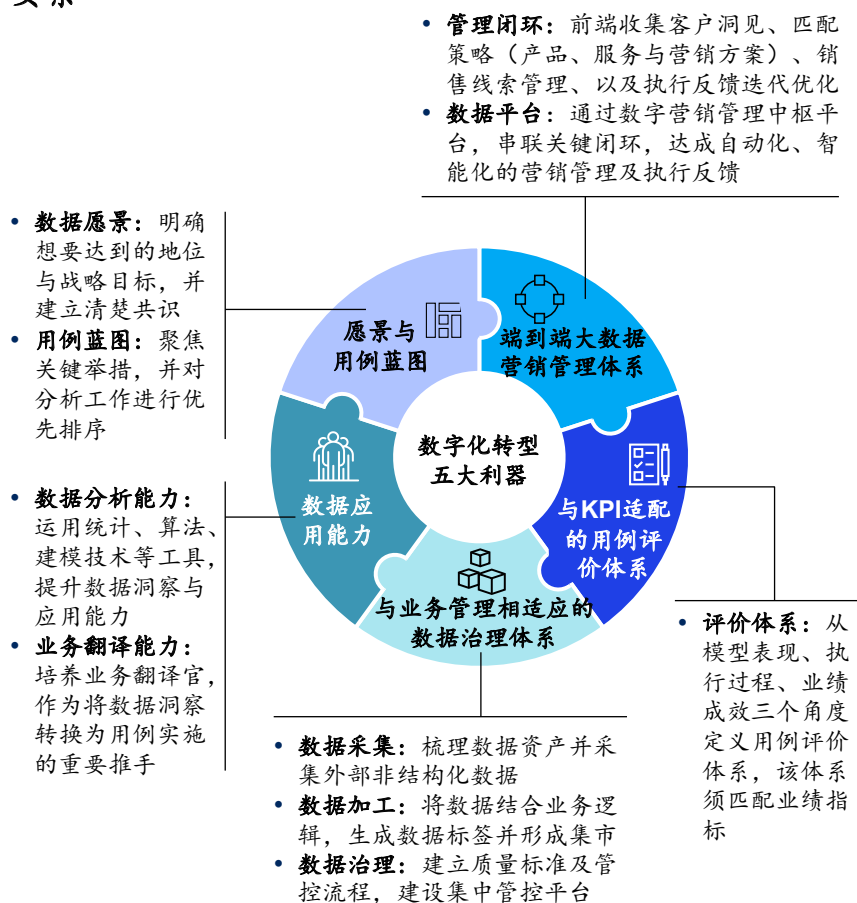 • 管理闭环：前端收集客户洞见、匹配
策略（产品、服务与营销方案）、销
售线索管理、以及执行反馈迭代优化
• 数据平台：通过数字营销管理中枢平
台，串联关键闭环，达成自动化、智
能化的营销管理及执行反馈
• 数据愿景：明确
想要达到的地位
与战略目标，并
建立清楚共识
• 用例蓝图：聚焦
关键举措，并对
分析工作进行优
先排序
愿景与
用例蓝图
端到端大数据
营销管理体系
数字化转型
五大利器
数据应
用能力
与KPI适配
的用例评
价体系
与业务管理相适应的
数据治理体系
• 数据分析能力：
运用统计、算法、
建模技术等工具，
提升数据洞察与
应用能力
• 业务翻译能力：
培养业务翻译官，
作为将数据洞察
转换为用例实施
的重要推手
• 评价体系：从
模型表现、执
行过程、业绩
成效三个角度
定义用例评价
体系，该体系
须匹配业绩指
标
• 数据采集：梳理数据资产并采
集外部非结构化数据
• 数据加工：将数据结合业务逻
辑，生成数据标签并形成集市
• 数据治理：建立质量标准及管
控流程，建设集中管控平台